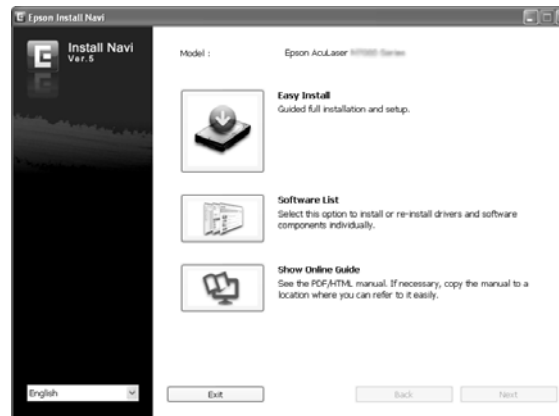 Epson Install Navi
Install Navi
Ver.5
Model :
Epson AcuLaser
Easy Install
Guided full installation and setup.
Software List
Select this option to install or re-install drivers and software
components individually.
Show Online Guide
See the PDF/HTML manual. If necessary, copy the manual to a
location where you can refer to it easily.
English
Exit
Back
Next